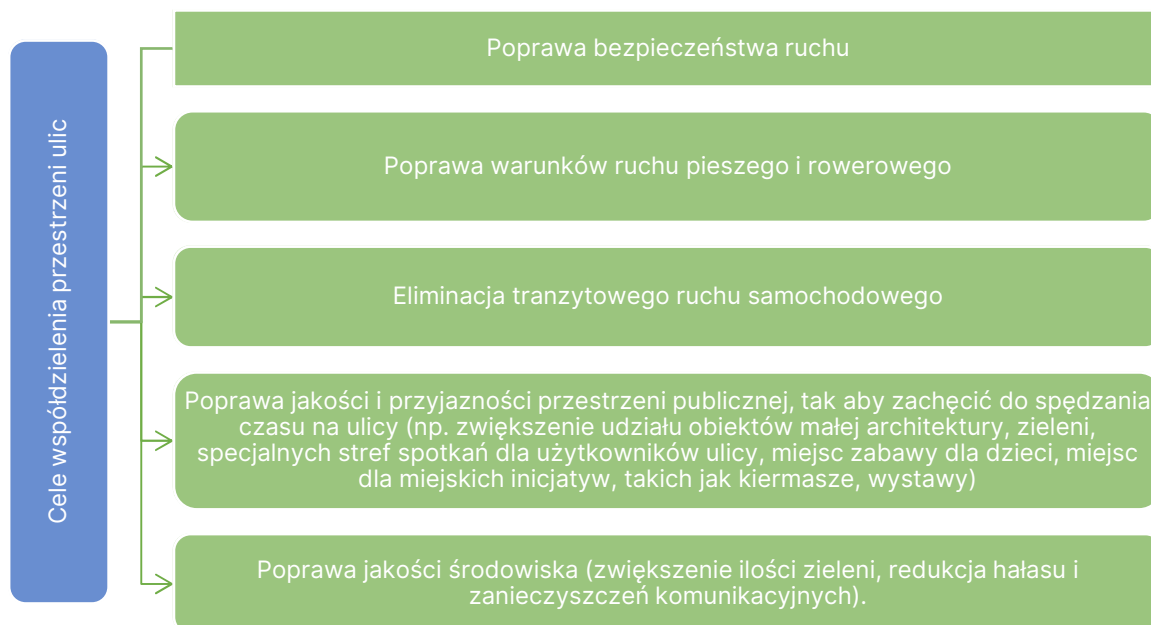 Cele współdzielenia przestrzeni ulic
Poprawa bezpieczeństwa ruchu
Poprawa warunków ruchu pieszego i rowerowego
Eliminacja tranzytowego ruchu samochodowego
Poprawa jakości i przyjazności przestrzeni publicznej, tak aby zachęcić do spędzania
czasu na ulicy (np. zwiększenie udziału obiektów małej architektury, zieleni,
specjalnych stref spotkań dla użytkowników ulicy, miejsc zabawy dla dzieci, miejsc
dla miejskich inicjatyw, takich jak kiermasze, wystawy)
Poprawa jakości środowiska (zwiększenie ilości zieleni, redukcja hałasu i
zanieczyszczeń komunikacyjnych).